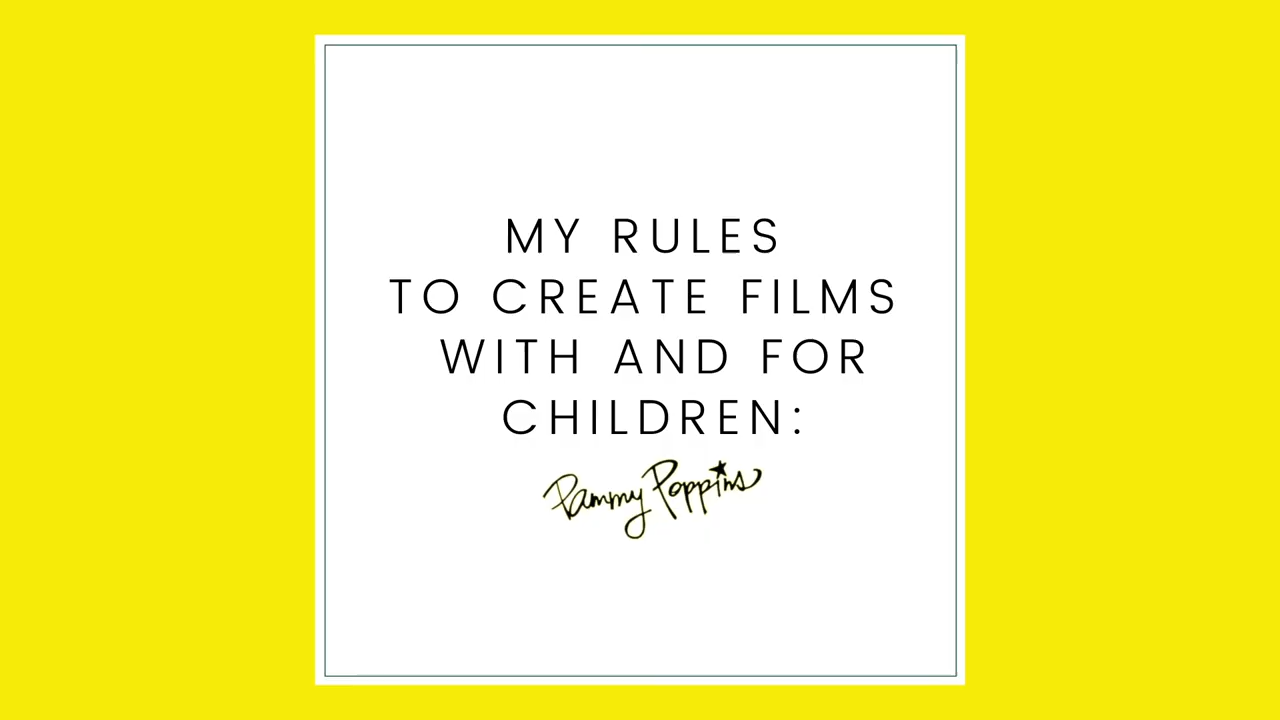 MY RULES
TO CREATE FILMS
WITH AND FOR
CHILDREN:
Pammy Poppins